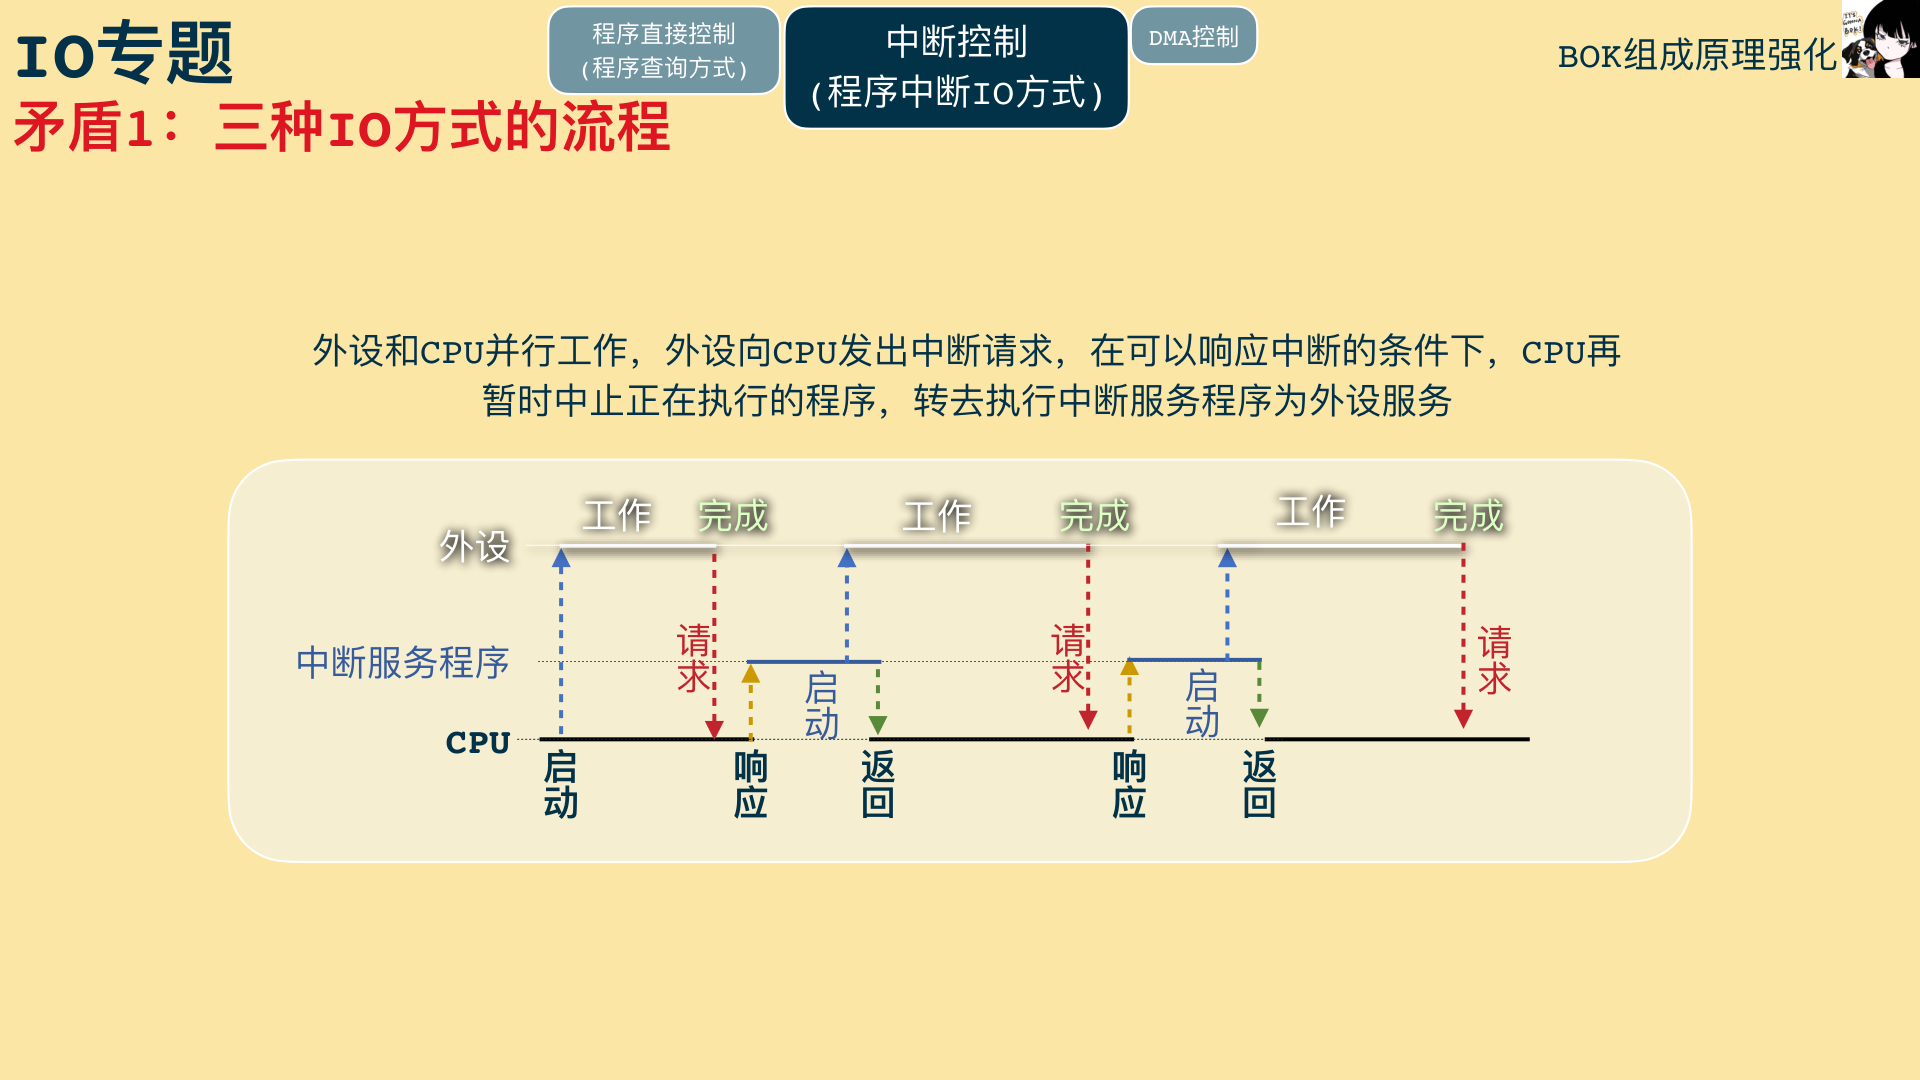 IO专题
程序直接控制
(程序查询方式)
中断控制
(程序中断IO方式)
DMA控制
BOK组成原理强化
矛盾1：三种IO方式的流程
外设和CPU并行工作，外设向CPU发出中断请求，在可以响应中断的条件下，CPU再
暂时中止正在执行的程序，转去执行中断服务程序为外设服务
工作 完成 工作 完成 工作 完成
外设
请求 请求 请求
中断服务程序
启动 启动
CPU
启动 响应 返回 响应 返回